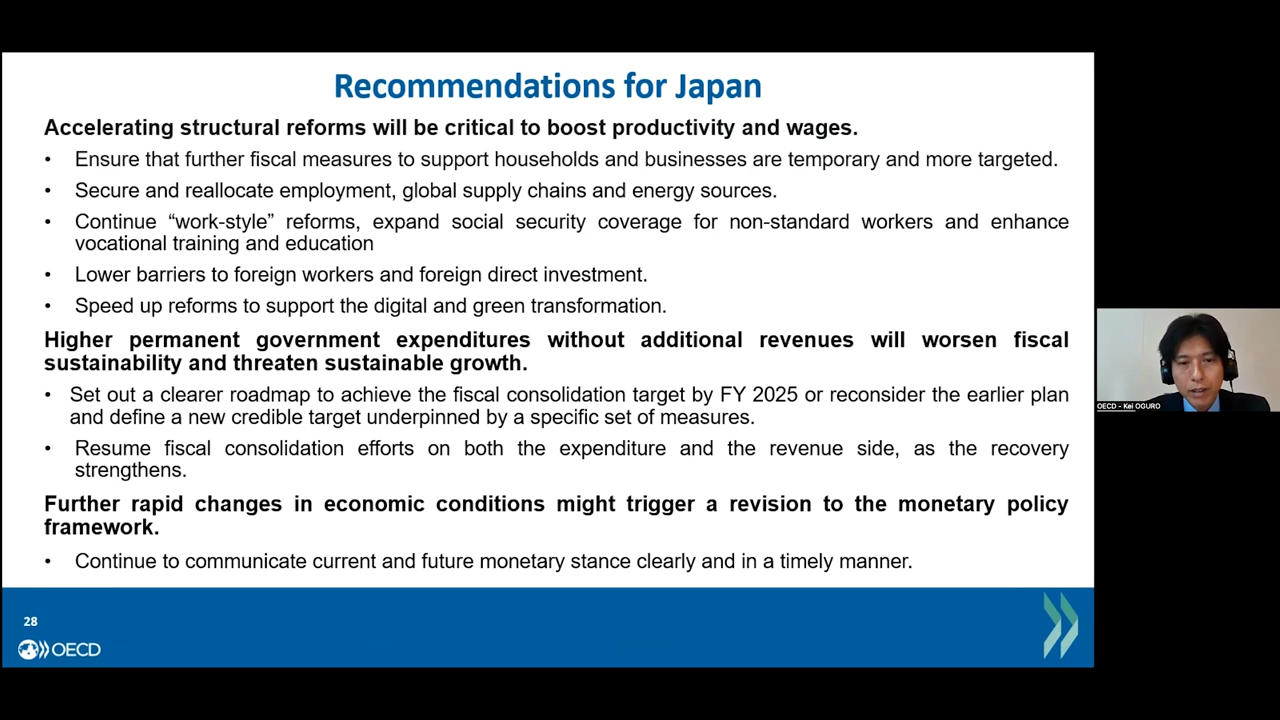 Recommendations for Japan
Accelerating structural reforms will be critical to boost productivity and wages.
• Ensure that further fiscal measures to support households and businesses are temporary and more targeted.
• Secure and reallocate employment, global supply chains and energy sources.
• Continue “work-style” reforms, expand social security coverage for non-standard workers and enhance
vocational training and education
• Lower barriers to foreign workers and foreign direct investment.
• Speed up reforms to support the digital and green transformation.
Higher permanent government expenditures without additional revenues will worsen fiscal
sustainability and threaten sustainable growth.
• Set out a clearer roadmap to achieve the fiscal consolidation target by FY 2025 or reconsider the earlier plan
and define a new credible target underpinned by a specific set of measures.
• Resume fiscal consolidation efforts on both the expenditure and the revenue side, as the recovery
strengthens.
Further rapid changes in economic conditions might trigger a revision to the monetary policy
framework.
• Continue to communicate current and future monetary stance clearly and in a timely manner.
28
OECD
OECD - Kei OGURO